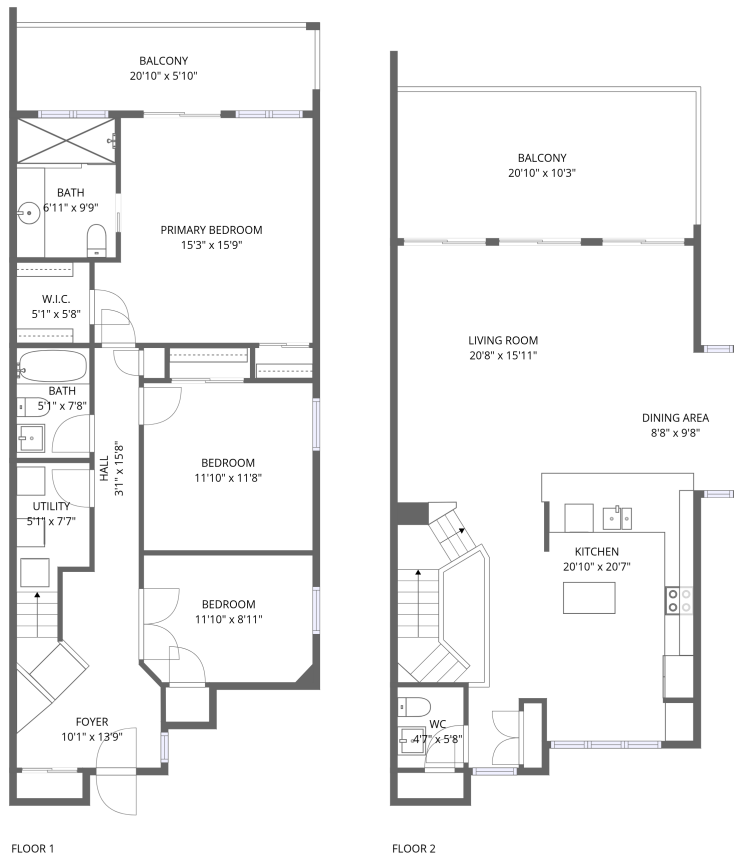 BALCONY
20'10" x 5'10"
BATH
6'11" x 9'9"
PRIMARY BEDROOM
15'3" x 15'9"
W.I.C.
5'1" x 5'8"
BATH
5'1" x 7'8"
HALL
3'1" x 15'8"
BEDROOM
11'10" x 11'8"
UTILITY
5'1" x 7'7"
BEDROOM
11'10" x 8'11"
FOYER
10'1" x 13'9"
FLOOR 1
BALCONY
20'10" x 10'3"
LIVING ROOM
20'8" x 15'11"
DINING AREA
8'8" x 9'8"
KITCHEN
20'10" x 20'7"
WC
4'7" x 5'8"
FLOOR 2